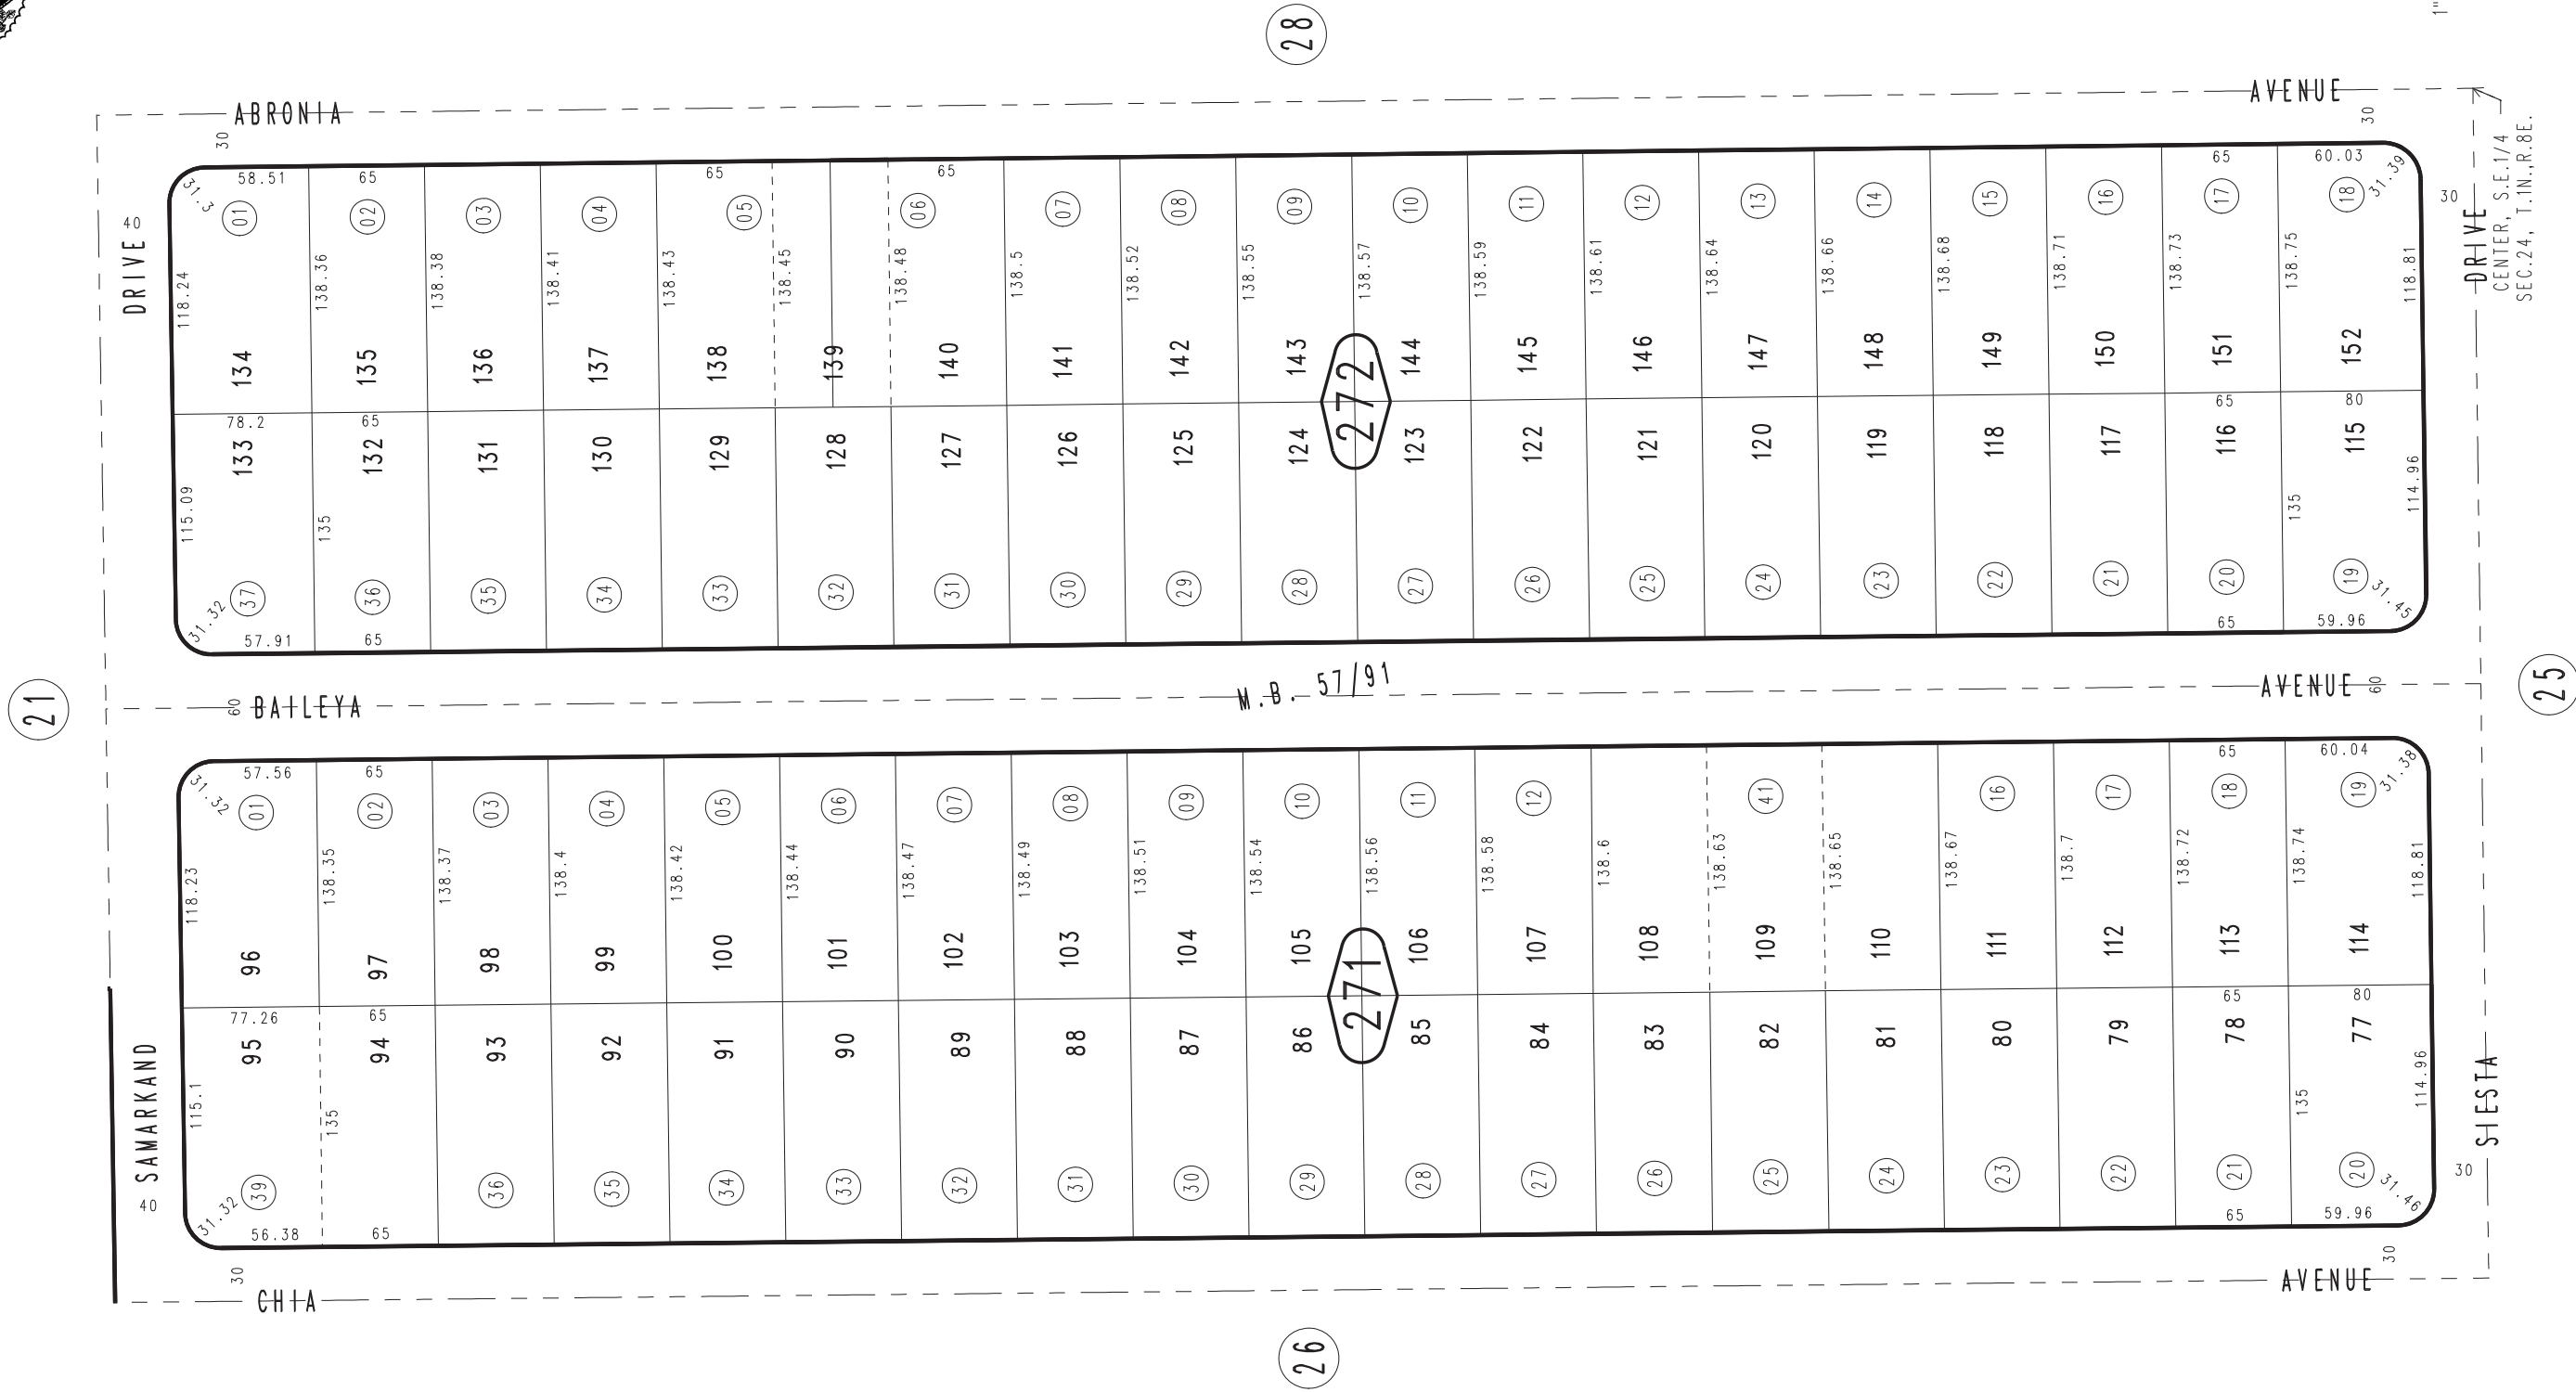 28
1"
ABRONIA AVENUE
30 30
58.51 65 65 65 65 60.03
31.3 31.39
40 30
01 02 03 04 05 06 07 08 09 10 11 12 13 14 15 16 17 18
DRIVE DRIVE
CENTER, S.E.1/4
SEC.24, T.1N.,R.8E.
118.24 138.36 138.38 138.41 138.43 138.45 138.48 138.5 138.52 138.55 138.57 138.59 138.61 138.64 138.66 138.68 138.71 138.73 138.75 118.81
134 135 136 137 138 139 140 141 142 143 144 145 146 147 148 149 150 151 152
272
78.2 65 65 80
133 132 131 130 129 128 127 126 125 124 123 122 121 120 119 118 117 116 115
115.09 135 135 114.96
37 36 35 34 33 32 31 30 29 28 27 26 25 24 23 22 21 20 19
31.32 31.45
57.91 65 65 59.96
21 25
60 BAILEYA M.B. 57/91 AVENUE 60
57.56 65 65 60.04
31.32 31.38
01 02 03 04 05 06 07 08 09 10 11 12 41 16 17 18 19
118.23 138.35 138.37 138.4 138.42 138.44 138.47 138.49 138.51 138.54 138.56 138.58 138.6 138.63 138.65 138.67 138.7 138.72 138.74 118.81
96 97 98 99 100 101 102 103 104 105 106 107 108 109 110 111 112 113 114
271
77.26 65 65 80
95 94 93 92 91 90 89 88 87 86 85 84 83 82 81 80 79 78 77
SAMARKAND SIESTA
115.1 135 135 114.96
39 36 35 34 33 32 31 30 29 28 27 26 25 24 23 22 21 20
40 30
31.32 31.46
56.38 65 65 59.96
30 30
CHIA AVENUE
26